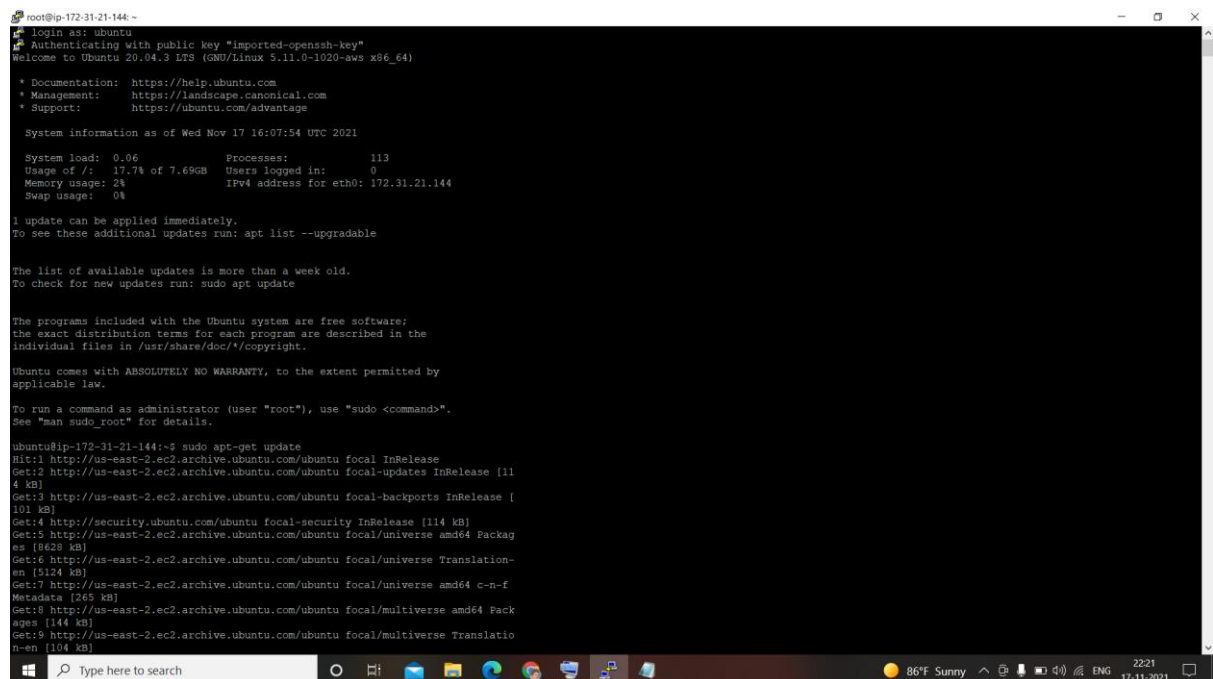 root@ip-172-31-21-144: ~
login as: ubuntu
Authenticating with public key "imported-openssh-key"
Welcome to Ubuntu 20.04.3 LTS (GNU/Linux 5.11.0-1020-aws x86_64)
* Documentation: https://help.ubuntu.com
* Management: https://landscape.canonical.com
* Support: https://ubuntu.com/advantage
System information as of Wed Nov 17 16:07:54 UTC 2021
System load: 0.06 Processes: 113
Usage of /: 17.7% of 7.69GB Users logged in: 0
Memory usage: 2% IPv4 address for eth0: 172.31.21.144
Swap usage: 0%
1 update can be applied immediately.
To see these additional updates run: apt list --upgradable
The list of available updates is more than a week old.
To check for new updates run: sudo apt update
The programs included with the Ubuntu system are free software;
the exact distribution terms for each program are described in the
individual files in /usr/share/doc/*/copyright.
Ubuntu comes with ABSOLUTELY NO WARRANTY, to the extent permitted by
applicable law.
To run a command as administrator (user "root"), use "sudo <command>".
See "man sudo_root" for details.
ubuntu@ip-172-31-21-144:~$ sudo apt-get update
Hit:1 http://us-east-2.ec2.archive.ubuntu.com/ubuntu focal InRelease
Get:2 http://us-east-2.ec2.archive.ubuntu.com/ubuntu focal-updates InRelease [11
4 kB]
Get:3 http://us-east-2.ec2.archive.ubuntu.com/ubuntu focal-backports InRelease [
101 kB]
Get:4 http://security.ubuntu.com/ubuntu focal-security InRelease [114 kB]
Get:5 http://us-east-2.ec2.archive.ubuntu.com/ubuntu focal/universe amd64 Packag
es [8628 kB]
Get:6 http://us-east-2.ec2.archive.ubuntu.com/ubuntu focal/universe Translation-
en [5124 kB]
Get:7 http://us-east-2.ec2.archive.ubuntu.com/ubuntu focal/universe amd64 c-n-f
Metadata [265 kB]
Get:8 http://us-east-2.ec2.archive.ubuntu.com/ubuntu focal/multiverse amd64 Pack
ages [144 kB]
Get:9 http://us-east-2.ec2.archive.ubuntu.com/ubuntu focal/multiverse Translatio
n-en [104 kB]
Type here to search
86°F Sunny
ENG
22:21
17-11-2021